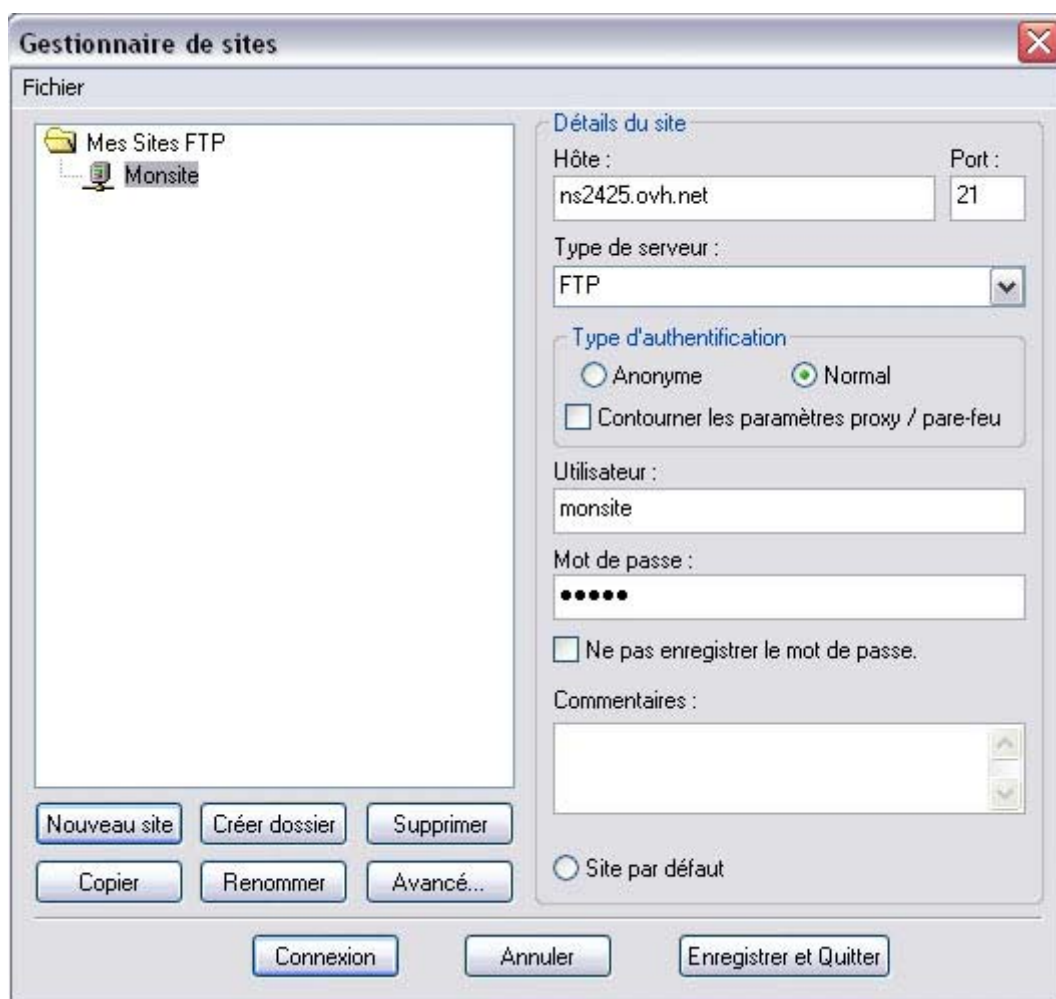 Gestionnaire de sites
Fichier
Mes Sites FTP
Monsite
Détails du site
Hôte :
Port :
ns2425.ovh.net
21
Type de serveur :
FTP
Type d'authentification
Anonyme
Normal
Contourner les paramètres proxy / pare-feu
Utilisateur :
monsite
Mot de passe :
•••••
Ne pas enregistrer le mot de passe.
Commentaires :
Nouveau site
Créer dossier
Supprimer
Copier
Renommer
Avancé...
Site par défaut
Connexion
Annuler
Enregistrer et Quitter